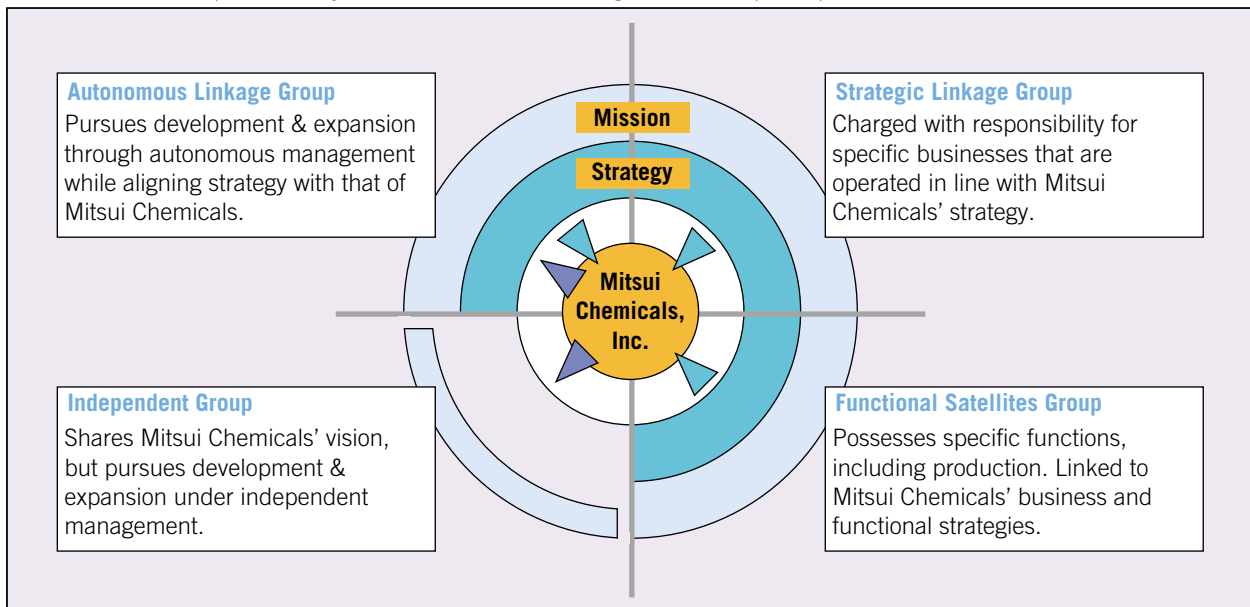 Autonomous Linkage Group
Pursues development & expansion
through autonomous management
while aligning strategy with that of
Mitsui Chemicals.
Mission
Strategy
Mitsui
Chemicals,
Inc.
Strategic Linkage Group
Charged with responsibility for
specific businesses that are
operated in line with Mitsui
Chemicals’ strategy.
Independent Group
Shares Mitsui Chemicals’ vision,
but pursues development &
expansion under independent
management.
Functional Satellites Group
Possesses specific functions,
including production. Linked to
Mitsui Chemicals’ business and
functional strategies.